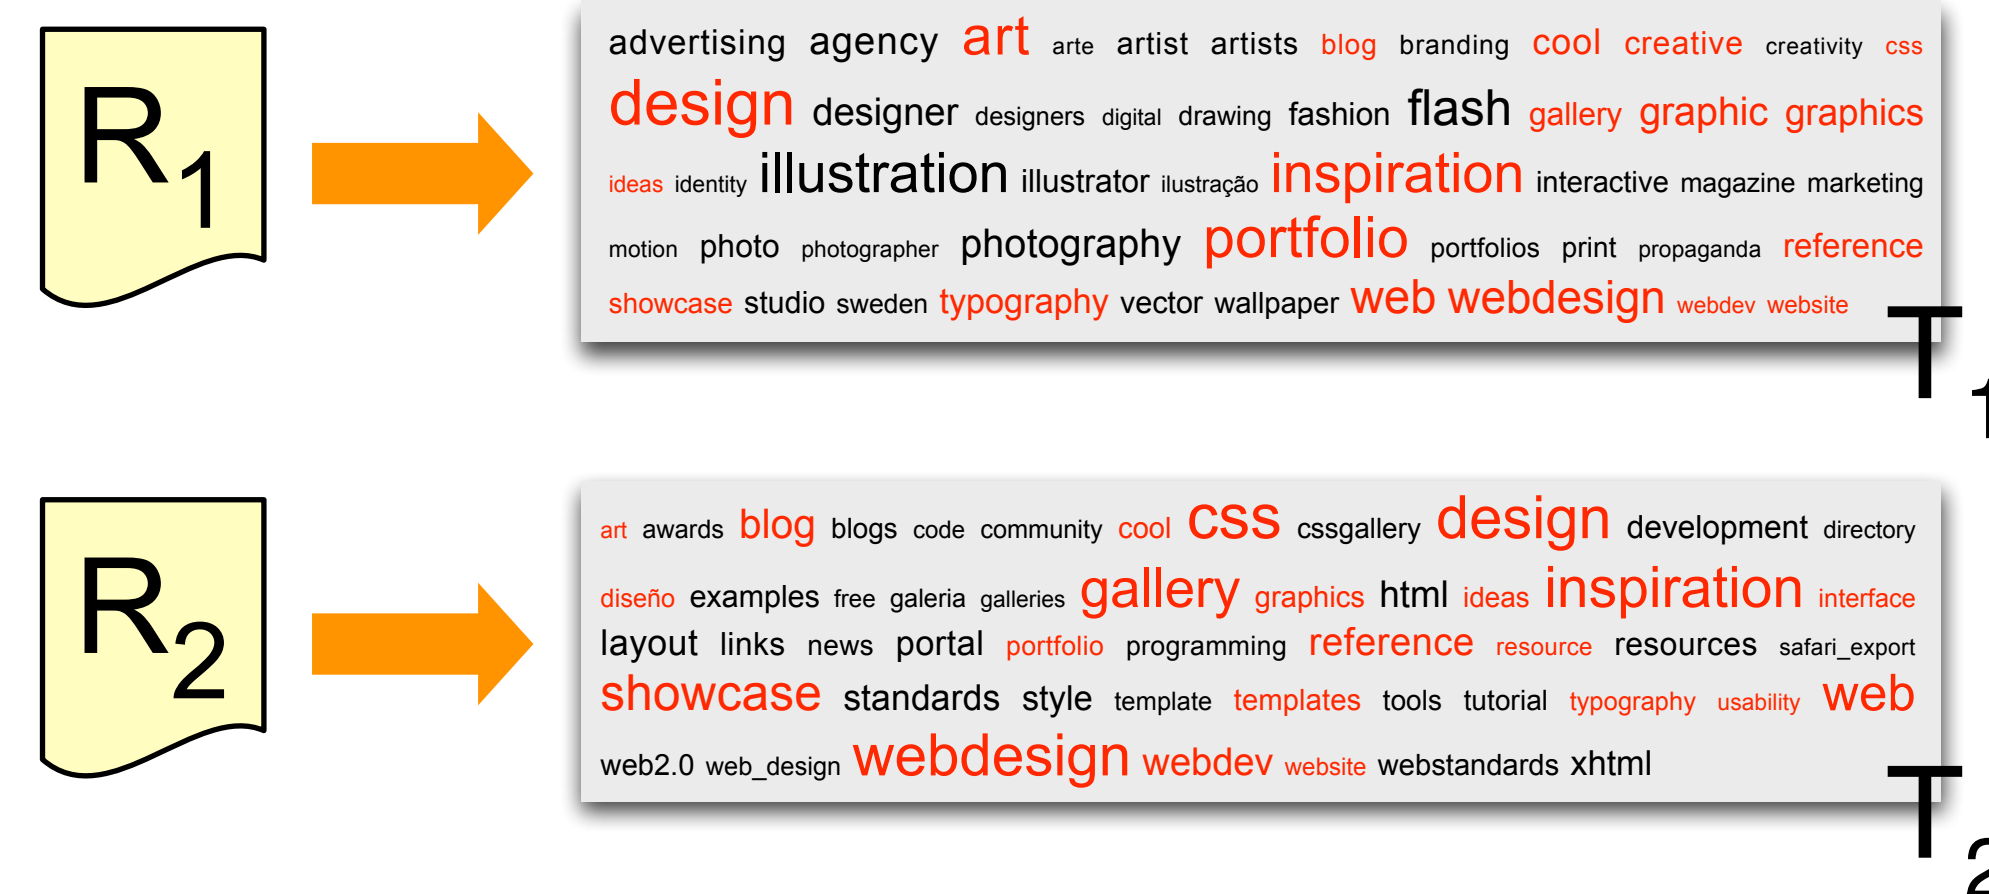 R1
advertising agency art arte artist artists blog branding cool creative creativity css
design designer designers digital drawing fashion flash gallery graphic graphics
ideas identity illustration illustrator ilustração inspiration interactive magazine marketing
motion photo photographer photography portfolio portfolios print propaganda reference
showcase studio sweden typography vector wallpaper web webdesign webdev website
T1
R2
art awards blog blogs code community cool css cssgallery design development directory
diseño examples free galeria galleries gallery graphics html ideas inspiration interface
layout links news portal portfolio programming reference resource resources safari_export
showcase standards style template templates tools tutorial typography usability web
web2.0 web_design webdesign webdev website webstandards xhtml
T2